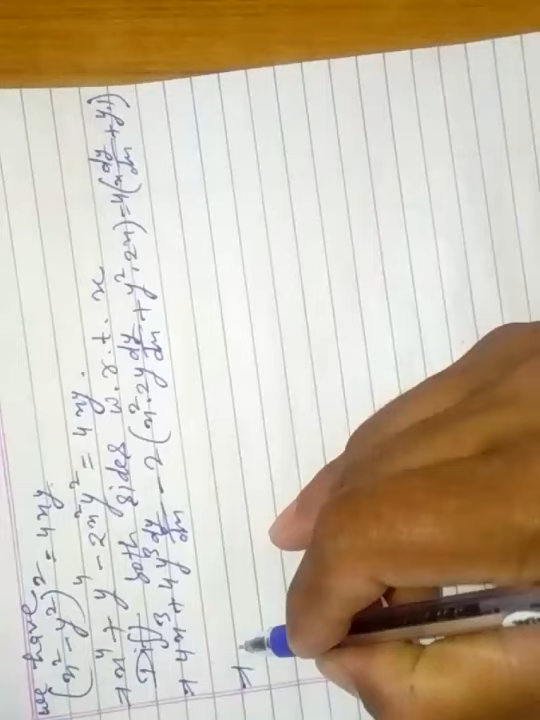 we have
(x² - y²)² = 4xy.
→ x⁴ + y⁴ - 2x²y² = 4xy.
Diff. both sides w.r.t. x
→ 4x³ + 4y³ dy/dx - 2(x².2y dy/dx + y².2x) = 4(x dy/dx + y.1)
→